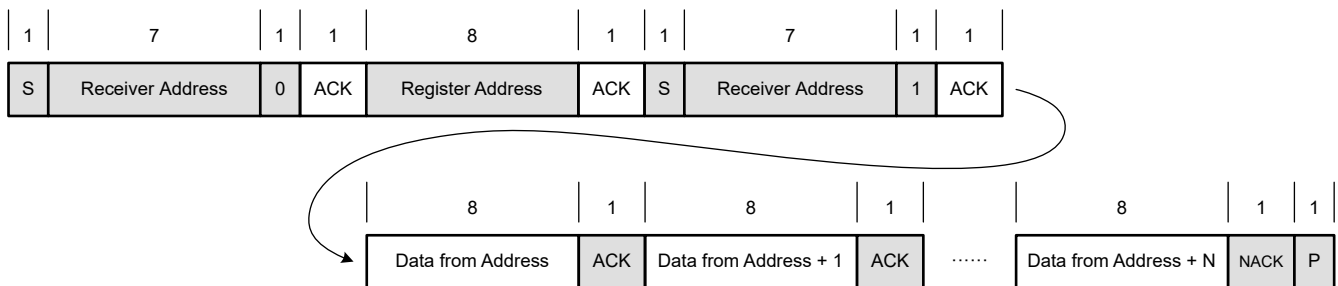 1 7 1 1 8 1 1 7 1 1
S Receiver Address 0 ACK Register Address ACK S Receiver Address 1 ACK
8 1 8 1 8 1 1
Data from Address ACK Data from Address + 1 ACK ...... Data from Address + N NACK P